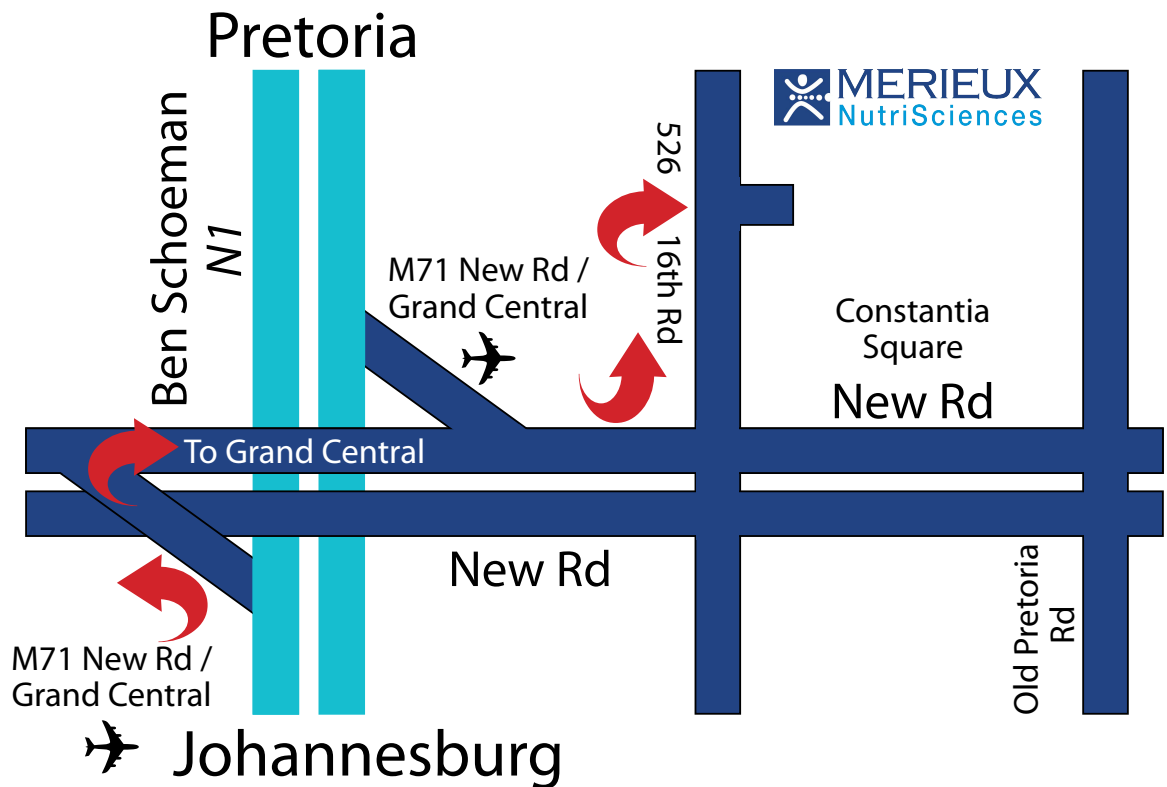 Pretoria
MERIEUX
NutriSciences
Ben Schoeman
N1
526
16th Rd
M71 New Rd /
Grand Central
Constantia
Square
New Rd
To Grand Central
New Rd
Old Pretoria
Rd
M71 New Rd /
Grand Central
Johannesburg